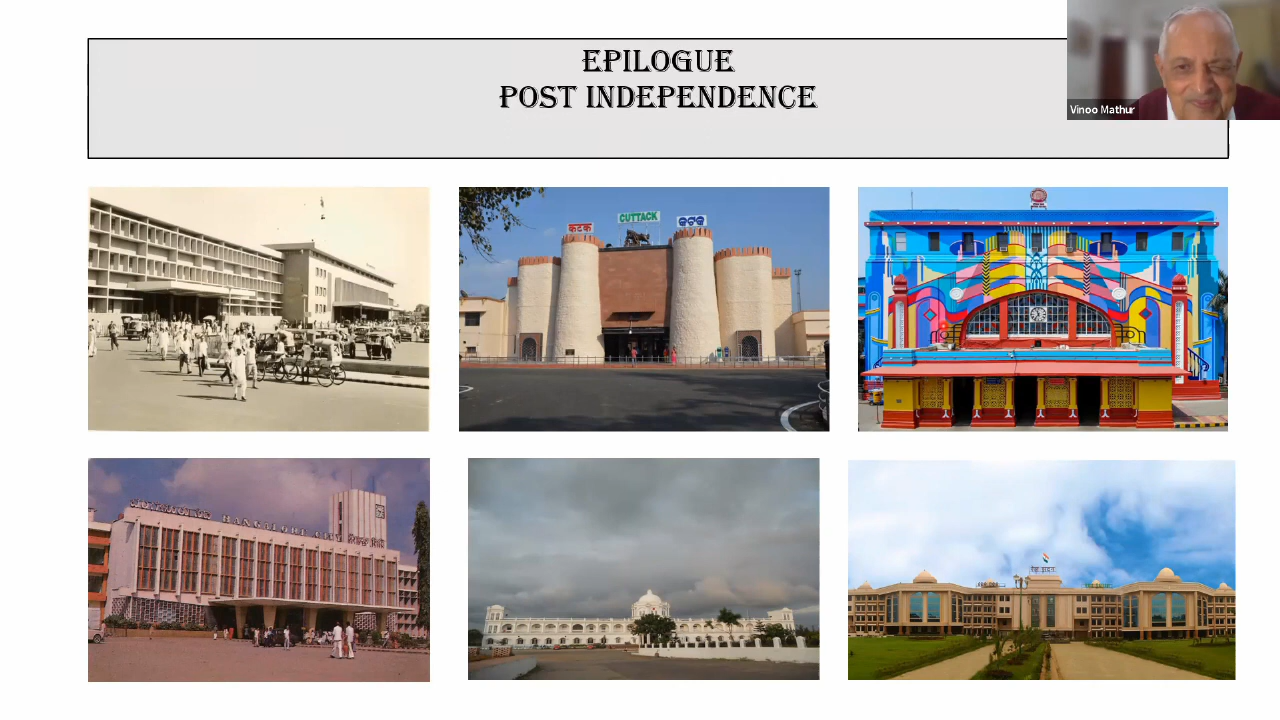 EPILOGUE
POST INDEPENDENCE
Vinoo Mathur
कटक
CUTTACK
କଟକ
BANGALORE CITY